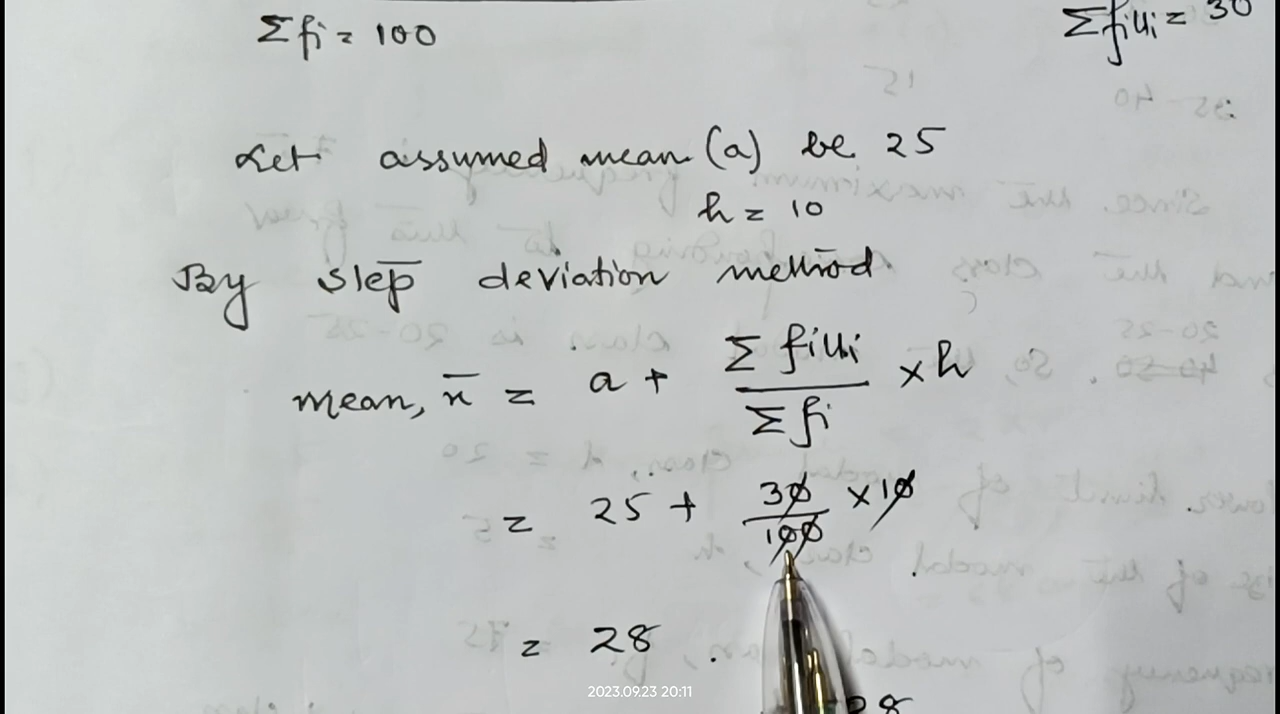 Σfi = 100
Σfiui = 30
Let assumed mean (a) be 25
h = 10
By step deviation method
mean, x̄ = a + Σfiui / Σfi × h
= 25 + 30/100 × 10
= 28.
28
2023.09.23 20:11